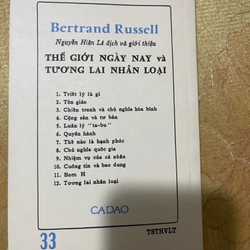 Bertrand Russell
Nguyễn Hiến Lê dịch và giới thiệu
THẾ GIỚI NGÀY NAY và
TƯƠNG LAI NHÂN LOẠI
1. Triết lý là gì
2. Tôn giáo
3. Chiến tranh và chủ nghĩa hòa bình
4. Cộng sản và tư bản
5. Luân lý "ta-bu"
6. Quyền hành
7. Thế nào là hạnh phúc
8. Chủ nghĩa quốc gia
9. Nhiệm vụ của cá nhân
10. Cuồng tín và bao dung
11. Bom H
12. Tương lai nhân loại
CADAO
33
TSTHVLT